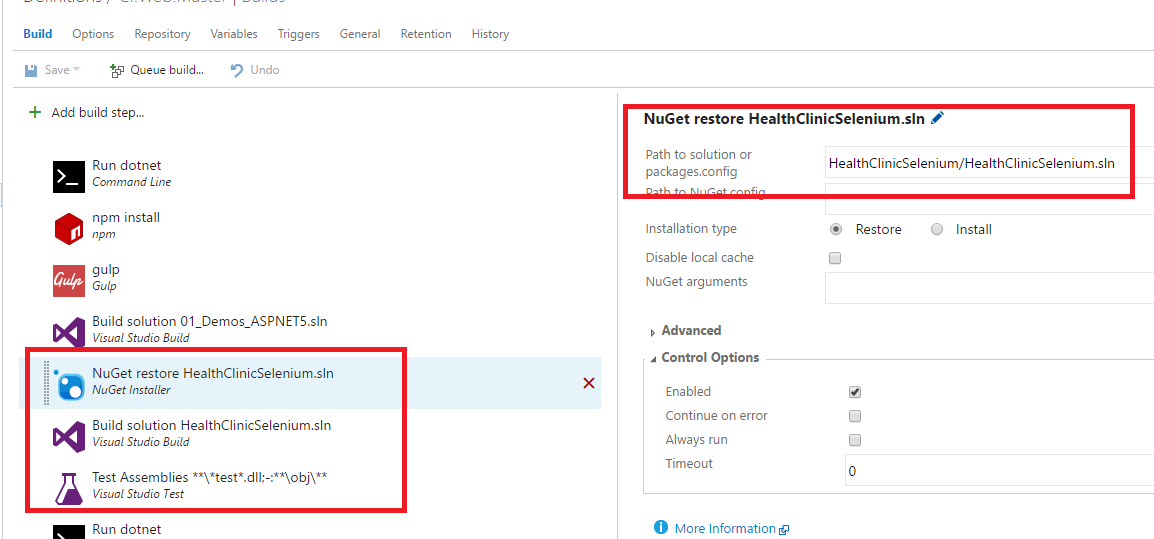 Definitions / CI.Web.Master | Builds
Build Options Repository Variables Triggers General Retention History
Save Queue build... Undo
Add build step...
Run dotnet
Command Line
npm install
npm
gulp
Gulp
Gulp
Build solution 01_Demos_ASPNET5.sln
Visual Studio Build
NuGet restore HealthClinicSelenium.sln
NuGet Installer
Build solution HealthClinicSelenium.sln
Visual Studio Build
Test Assemblies **\*test*.dll;-:**\obj\**
Visual Studio Test
Run dotnet
NuGet restore HealthClinicSelenium.sln
Path to solution or
packages.config
HealthClinicSelenium/HealthClinicSelenium.sln
Path to NuGet config
Installation type Restore Install
Disable local cache
NuGet arguments
Advanced
Control Options
Enabled
Continue on error
Always run
Timeout 0
More Information